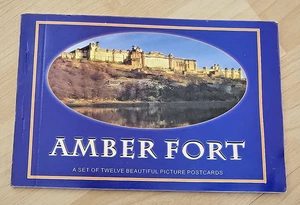 AMBER FORT
A SET OF TWELVE BEAUTIFUL PICTURE POSTCARDS